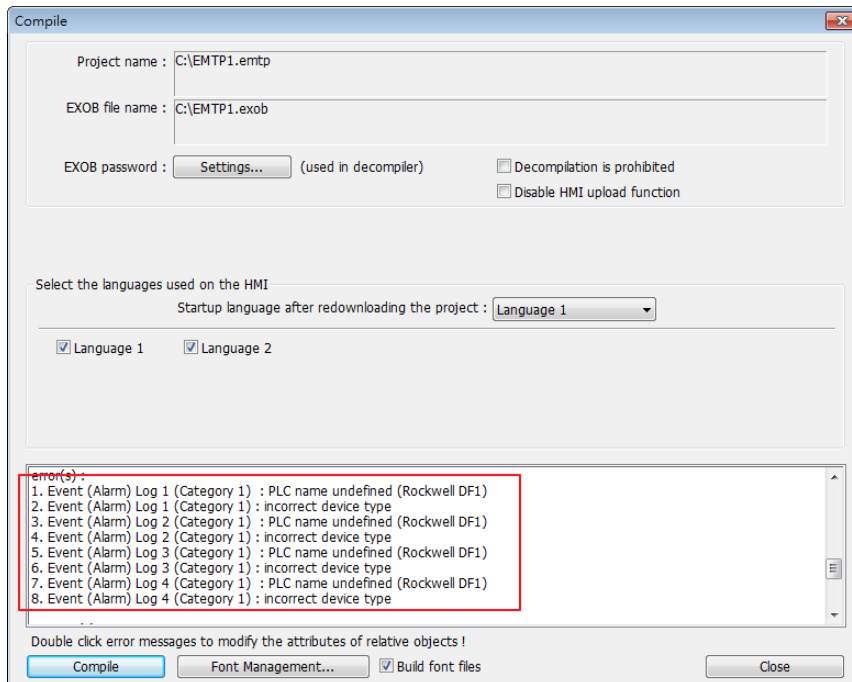 Compile
Project name : C:\EMTP1.emtp
EXOB file name : C:\EMTP1.exob
EXOB password : Settings... (used in decompiler) Decompilation is prohibited
Disable HMI upload function
Select the languages used on the HMI
Startup language after redownloading the project : Language 1
Language 1 Language 2
error(s) :
1. Event (Alarm) Log 1 (Category 1)  : PLC name undefined (Rockwell DF1)
2. Event (Alarm) Log 1 (Category 1) : incorrect device type
3. Event (Alarm) Log 2 (Category 1)  : PLC name undefined (Rockwell DF1)
4. Event (Alarm) Log 2 (Category 1) : incorrect device type
5. Event (Alarm) Log 3 (Category 1)  : PLC name undefined (Rockwell DF1)
6. Event (Alarm) Log 3 (Category 1) : incorrect device type
7. Event (Alarm) Log 4 (Category 1)  : PLC name undefined (Rockwell DF1)
8. Event (Alarm) Log 4 (Category 1) : incorrect device type
Double click error messages to modify the attributes of relative objects !
Compile Font Management... Build font files Close